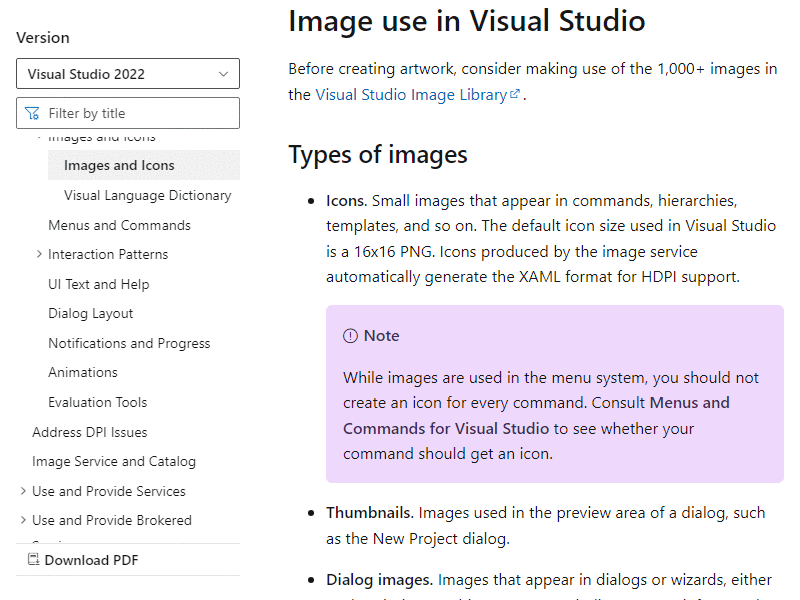 Version
Visual Studio 2022
Filter by title
Images and Icons
Images and Icons
Visual Language Dictionary
Menus and Commands
Interaction Patterns
UI Text and Help
Dialog Layout
Notifications and Progress
Animations
Evaluation Tools
Address DPI Issues
Image Service and Catalog
Use and Provide Services
Use and Provide Brokered
Download PDF
Image use in Visual Studio
Before creating artwork, consider making use of the 1,000+ images in
the Visual Studio Image Library .
Types of images
Icons. Small images that appear in commands, hierarchies,
templates, and so on. The default icon size used in Visual Studio
is a 16x16 PNG. Icons produced by the image service
automatically generate the XAML format for HDPI support.
Note
While images are used in the menu system, you should not
create an icon for every command. Consult Menus and
Commands for Visual Studio to see whether your
command should get an icon.
Thumbnails. Images used in the preview area of a dialog, such
as the New Project dialog.
Dialog images. Images that appear in dialogs or wizards, either